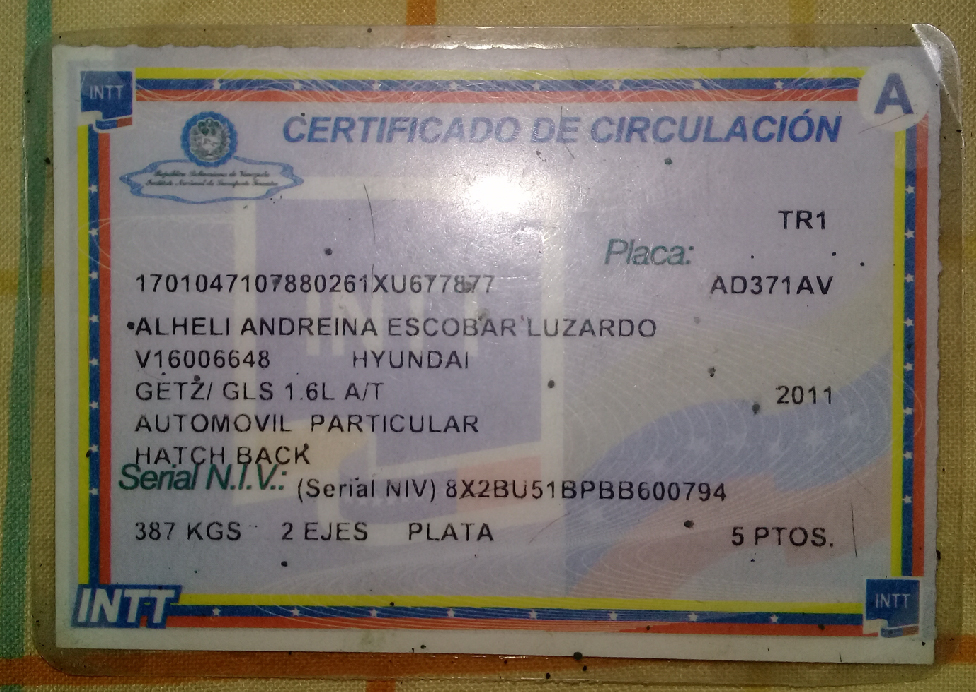 INTT
A
CERTIFICADO DE CIRCULACIÓN
República Bolivariana de Venezuela
Instituto Nacional de Transporte Terrestre
TR1
Placa:
1701047107880261XU677877 AD371AV
ALHELI ANDREINA ESCOBAR LUZARDO
V16006648 HYUNDAI
GETZ/ GLS 1.6L A/T 2011
AUTOMOVIL PARTICULAR
HATCH BACK
Serial N.I.V.: (Serial NIV) 8X2BU51BPBB600794
387 KGS 2 EJES PLATA 5 PTOS.
INTT
INTT
INTT